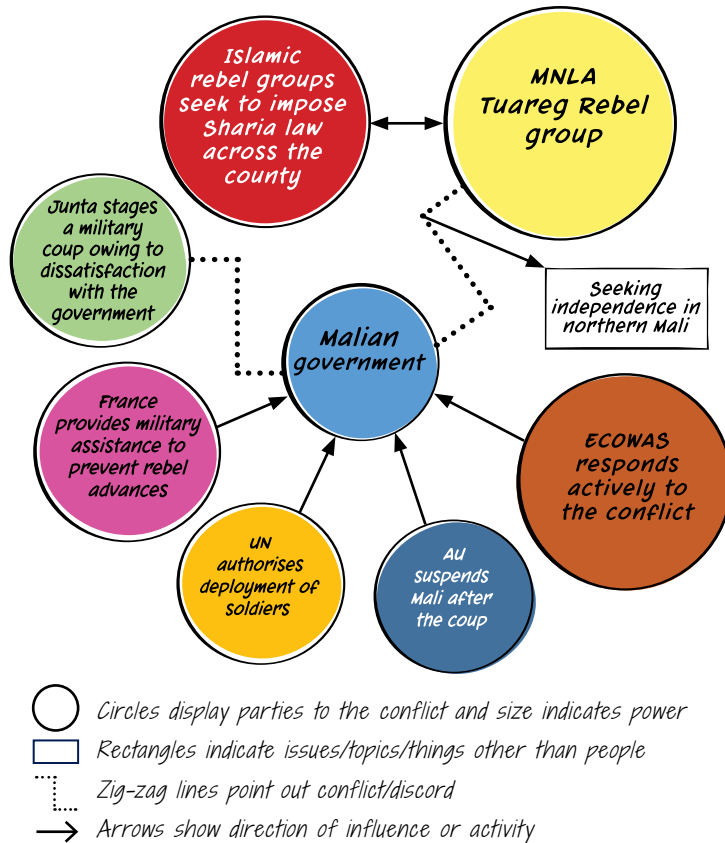 Islamic
rebel groups
seek to impose
Sharia law
across the
county
MNLA
Tuareg Rebel
group
Junta stages
a military
coup owing to
dissatisfaction
with the
government
Seeking
independence in
northern Mali
Malian
government
France
provides military
assistance to
prevent rebel
advances
ECOWAS
responds
actively to
the conflict
UN
authorises
deployment of
soldiers
AU
suspends
Mali after
the coup
Circles display parties to the conflict and size indicates power
Rectangles indicate issues/topics/things other than people
Zig-zag lines point out conflict/discord
Arrows show direction of influence or activity